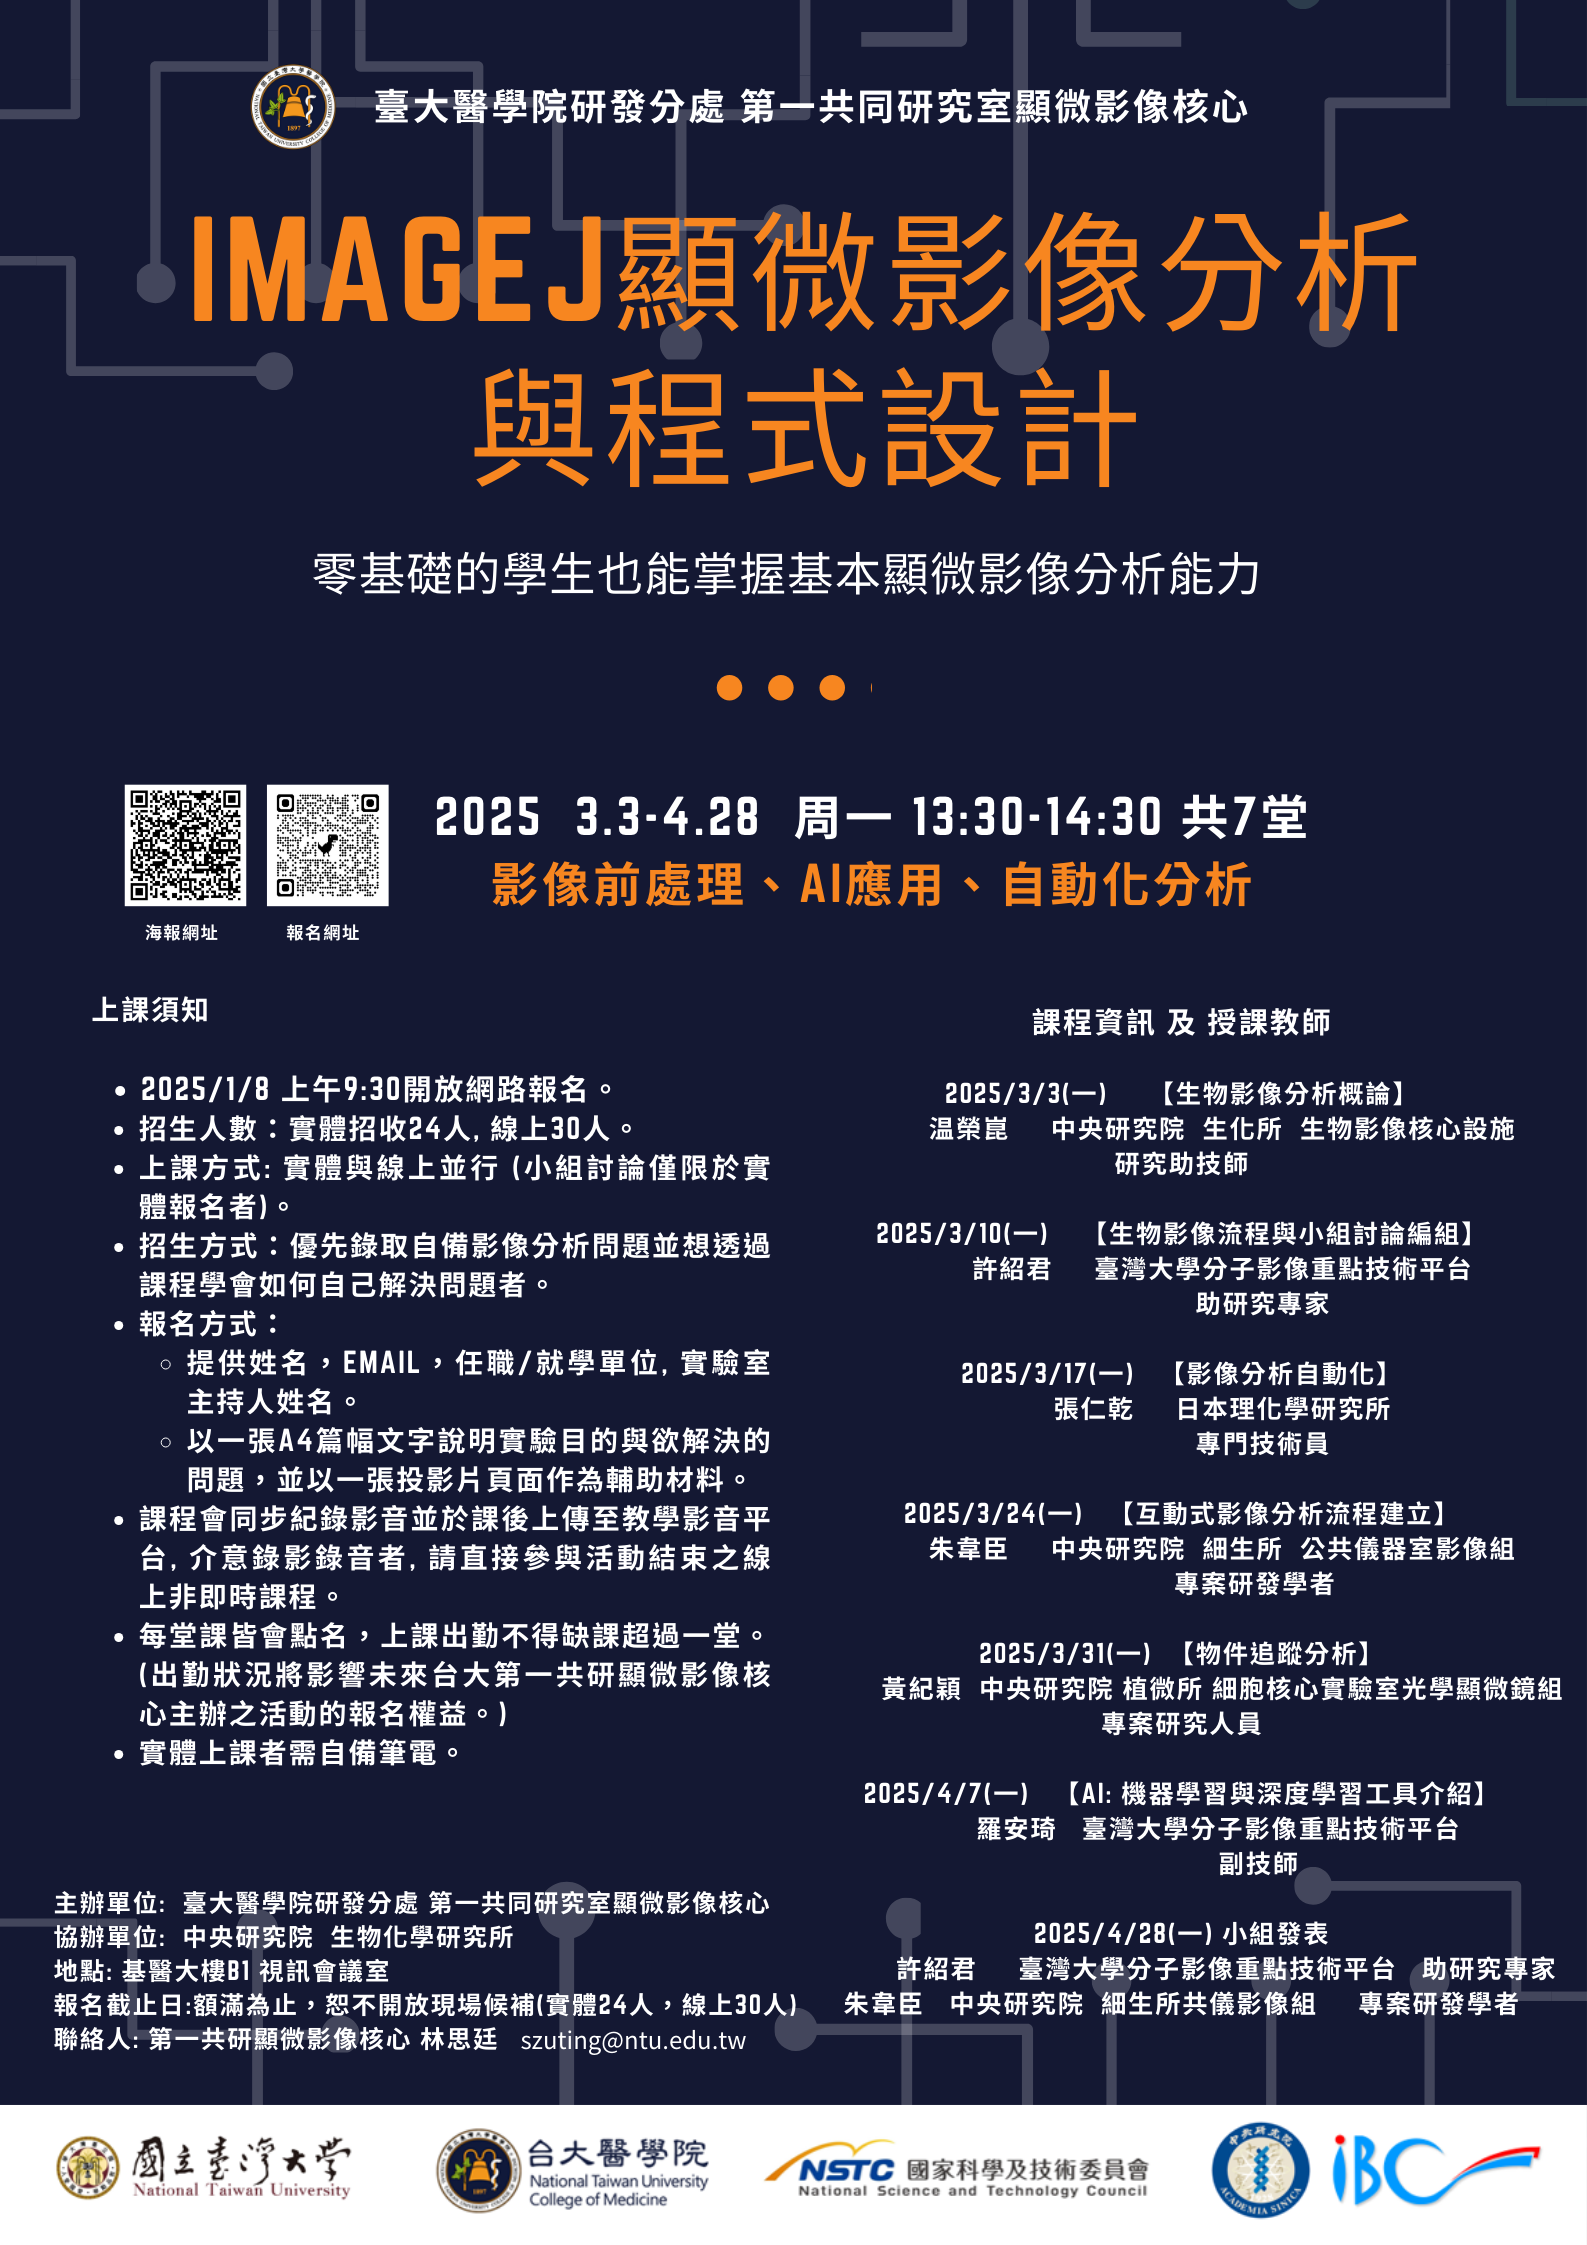 臺大醫學院研發分處 第一共同研究室顯微影像核心
IMAGEJ顯微影像分析
與程式設計
零基礎的學生也能掌握基本顯微影像分析能力
2025 3.3-4.28 周一 13:30-14:30 共7堂
影像前處理、AI應用、自動化分析
海報網址
報名網址
上課須知
2025/1/8 上午9:30開放網路報名。
招生人數：實體招收24人, 線上30人。
上課方式: 實體與線上並行 (小組討論僅限於實
體報名者)。
招生方式：優先錄取自備影像分析問題並想透過
課程學會如何自己解決問題者。
報名方式：
提供姓名，EMAIL，任職/就學單位, 實驗室
主持人姓名。
以一張A4篇幅文字說明實驗目的與欲解決的
問題，並以一張投影片頁面作為輔助材料。
課程會同步紀錄影音並於課後上傳至教學影音平
台, 介意錄影錄音者, 請直接參與活動結束之線
上非即時課程。
每堂課皆會點名，上課出勤不得缺課超過一堂。
(出勤狀況將影響未來台大第一共研顯微影像核
心主辦之活動的報名權益。)
實體上課者需自備筆電。
課程資訊 及 授課教師
2025/3/3(一) 【生物影像分析概論】
温榮崑 中央研究院 生化所 生物影像核心設施
研究助技師
2025/3/10(一) 【生物影像流程與小組討論編組】
許紹君 臺灣大學分子影像重點技術平台
助研究專家
2025/3/17(一) 【影像分析自動化】
張仁乾 日本理化學研究所
專門技術員
2025/3/24(一) 【互動式影像分析流程建立】
朱韋臣 中央研究院 細生所 公共儀器室影像組
專案研發學者
2025/3/31(一) 【物件追蹤分析】
黃紀穎 中央研究院 植微所 細胞核心實驗室光學顯微鏡組
專案研究人員
2025/4/7(一) 【AI: 機器學習與深度學習工具介紹】
羅安琦 臺灣大學分子影像重點技術平台
副技師
2025/4/28(一) 小組發表
許紹君 臺灣大學分子影像重點技術平台 助研究專家
朱韋臣 中央研究院 細生所共儀影像組 專案研發學者
主辦單位: 臺大醫學院研發分處 第一共同研究室顯微影像核心
協辦單位: 中央研究院 生物化學研究所
地點: 基醫大樓B1 視訊會議室
報名截止日:額滿為止，恕不開放現場候補(實體24人，線上30人)
聯絡人: 第一共研顯微影像核心 林思廷 szuting@ntu.edu.tw
國立臺灣大學
National Taiwan University
台大醫學院
National Taiwan University
College of Medicine
NSTC 國家科學及技術委員會
National Science and Technology Council
中央研究院
ACADEMIA SINICA
iBC